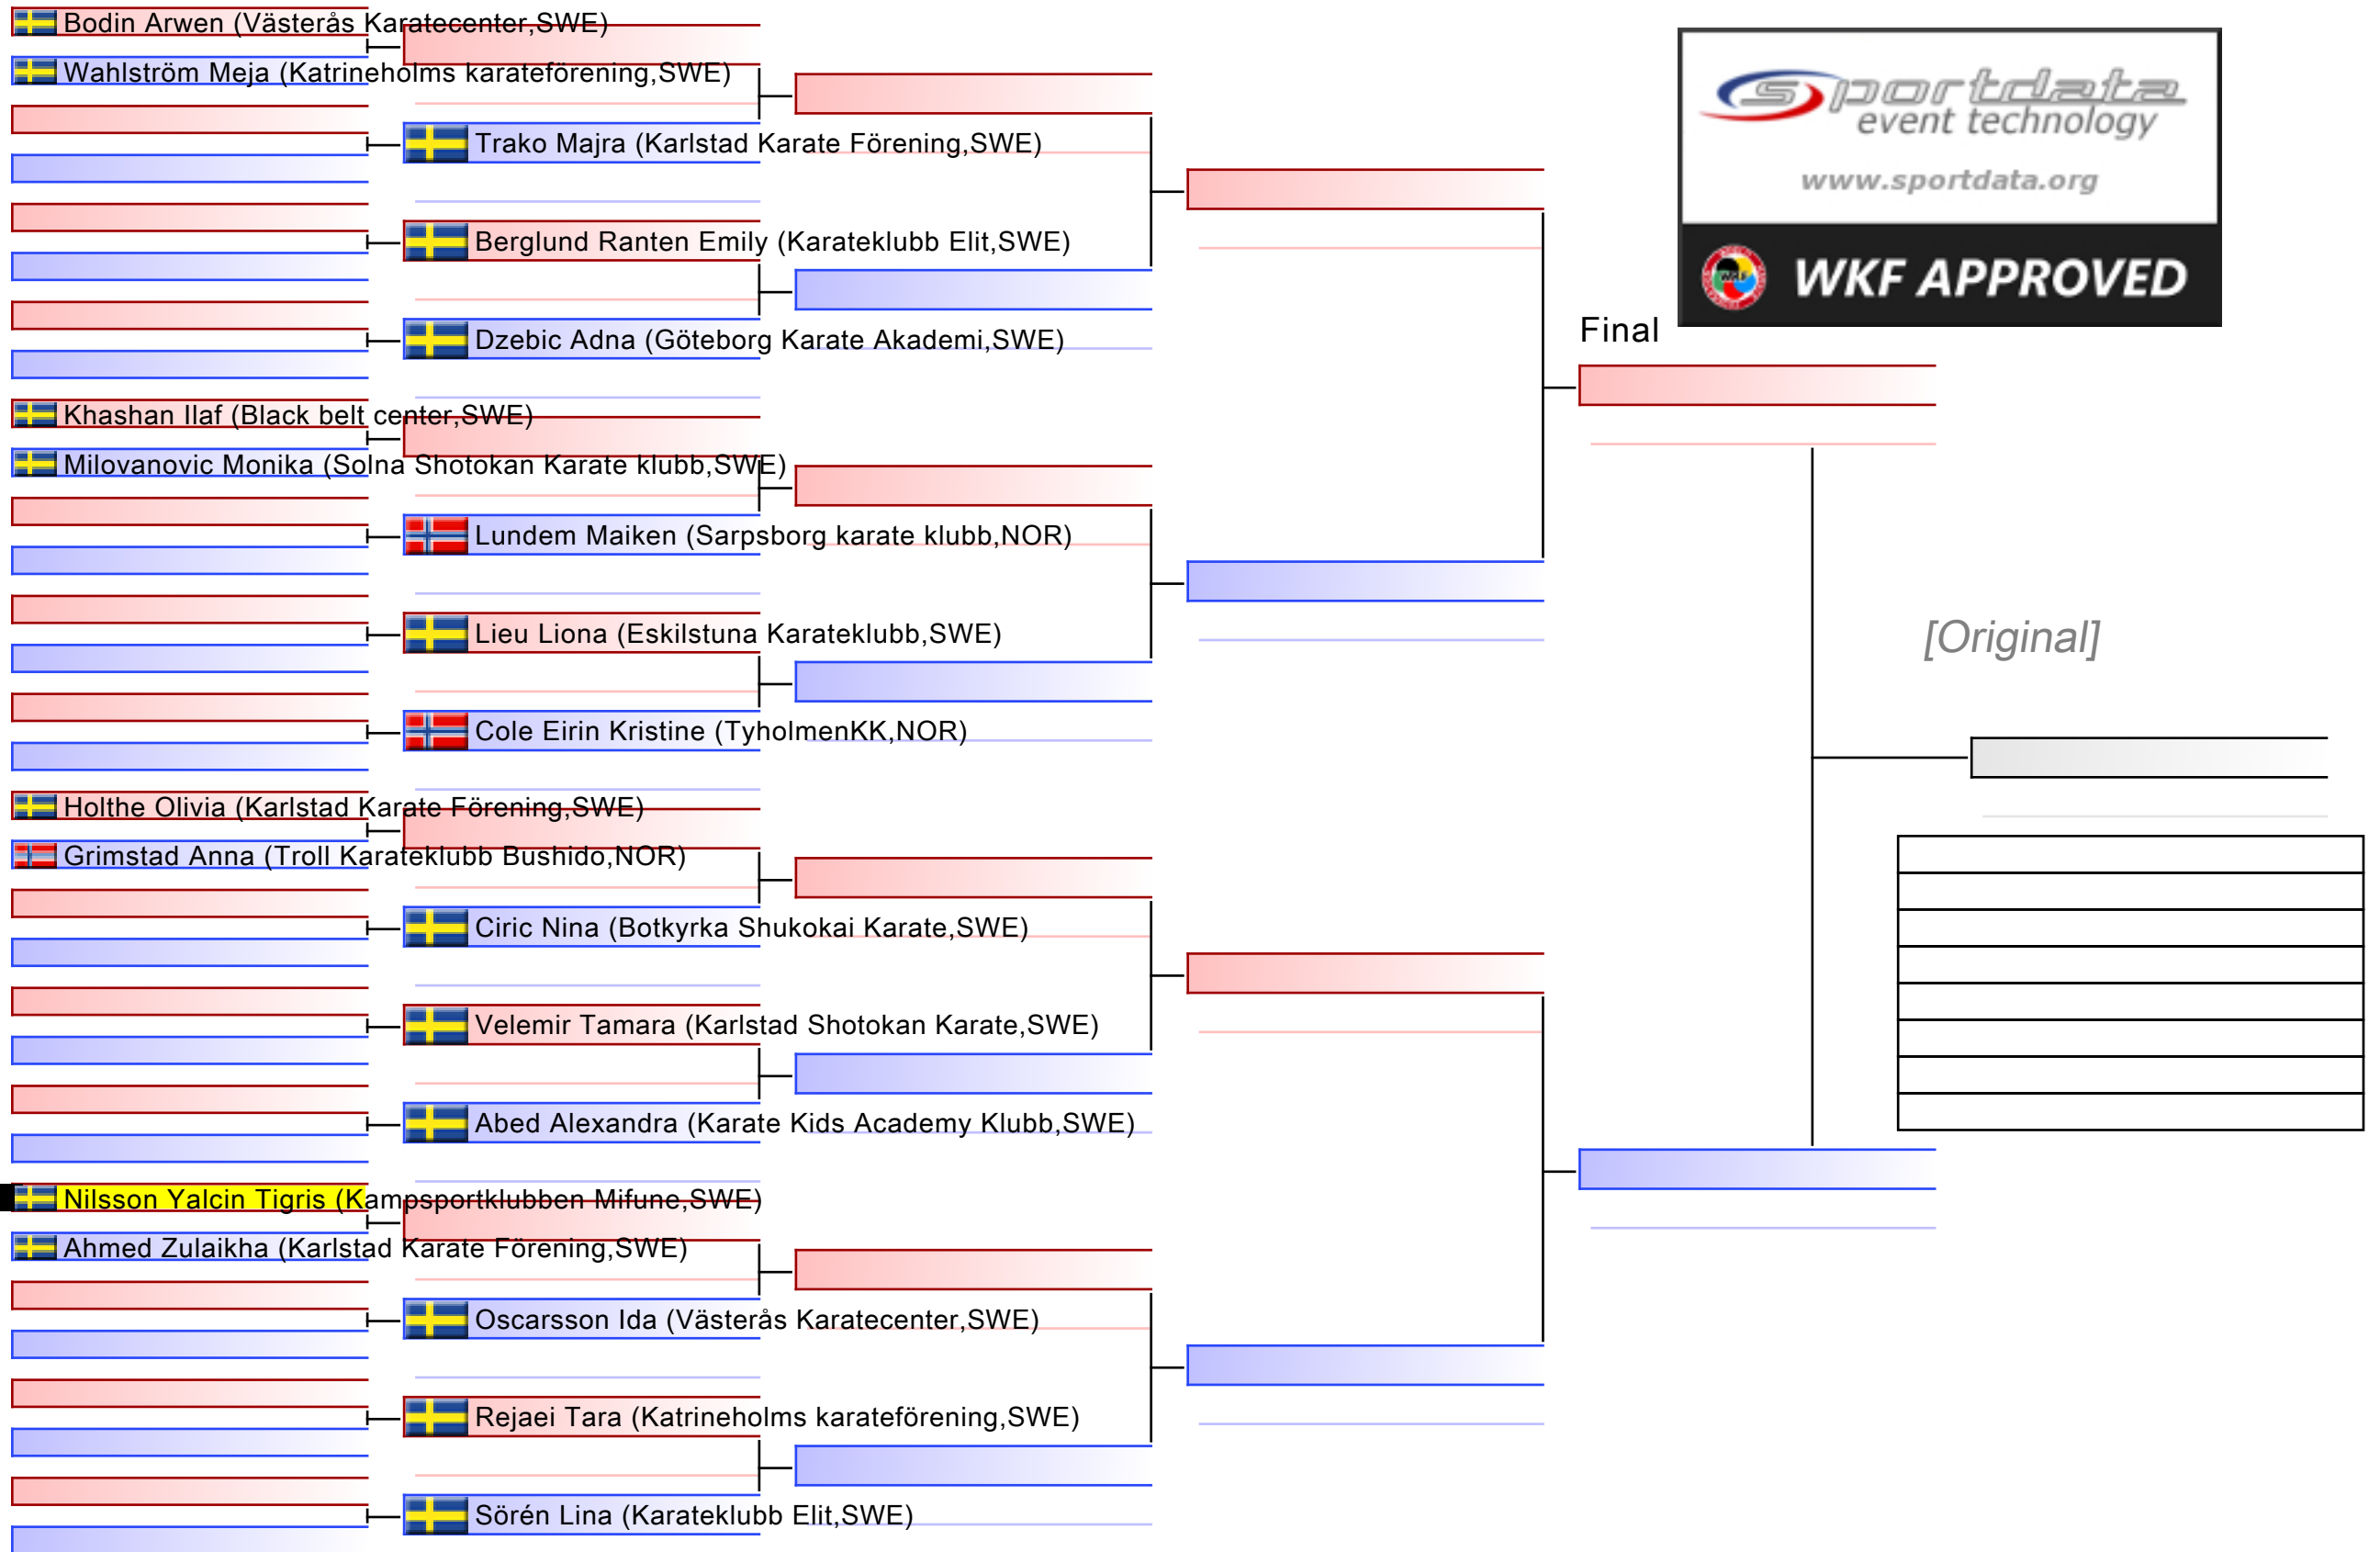 Bodin Arwen (Västerås Karatecenter,SWE)
Wahlström Meja (Katrineholms karateförening,SWE)
Trako Majra (Karlstad Karate Förening,SWE)
Berglund Ranten Emily (Karateklubb Elit,SWE)
Dzebic Adna (Göteborg Karate Akademi,SWE)
Khashan Ilaf (Black belt center,SWE)
Milovanovic Monika (Solna Shotokan Karate klubb,SWE)
Lundem Maiken (Sarpsborg karate klubb,NOR)
Lieu Liona (Eskilstuna Karateklubb,SWE)
Cole Eirin Kristine (TyholmenKK,NOR)
Holthe Olivia (Karlstad Karate Förening,SWE)
Grimstad Anna (Troll Karateklubb Bushido,NOR)
Ciric Nina (Botkyrka Shukokai Karate,SWE)
Velemir Tamara (Karlstad Shotokan Karate,SWE)
Abed Alexandra (Karate Kids Academy Klubb,SWE)
Nilsson Yalcin Tigris (Kampsportklubben Mifune,SWE)
Ahmed Zulaikha (Karlstad Karate Förening,SWE)
Oscarsson Ida (Västerås Karatecenter,SWE)
Rejaei Tara (Katrineholms karateförening,SWE)
Sörén Lina (Karateklubb Elit,SWE)
sportdata
event technology
www.sportdata.org
WKF
WKF APPROVED
Final
[Original]